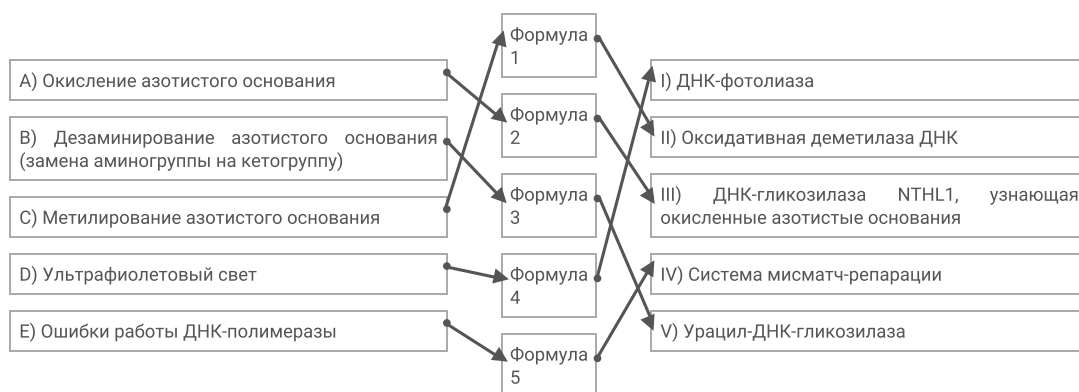 A) Окисление азотистого основания
B) Дезаминирование азотистого основания
(замена аминогруппы на кетогруппу)
C) Метилирование азотистого основания
D) Ультрафиолетовый свет
E) Ошибки работы ДНК-полимеразы
Формула
1
Формула
2
Формула
3
Формула
4
Формула
5
I) ДНК-фотолиаза
II) Оксидативная деметилаза ДНК
III) ДНК-гликозилаза NTHL1, узнающая
окисленные азотистые основания
IV) Система мисматч-репарации
V) Урацил-ДНК-гликозилаза